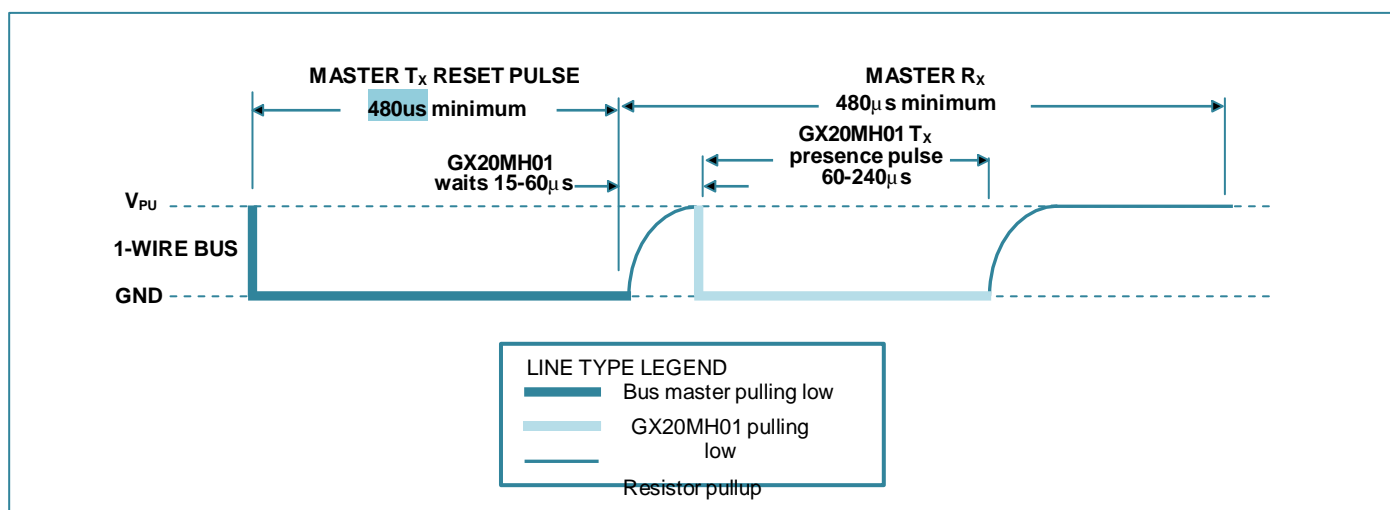 MASTER TX RESET PULSE
480us minimum
MASTER RX
480μs minimum
GX20MH01 TX
presence pulse
60-240μs
GX20MH01
waits 15-60μs
VPU
1-WIRE BUS
GND
LINE TYPE LEGEND
Bus master pulling low
GX20MH01 pulling
low
Resistor pullup